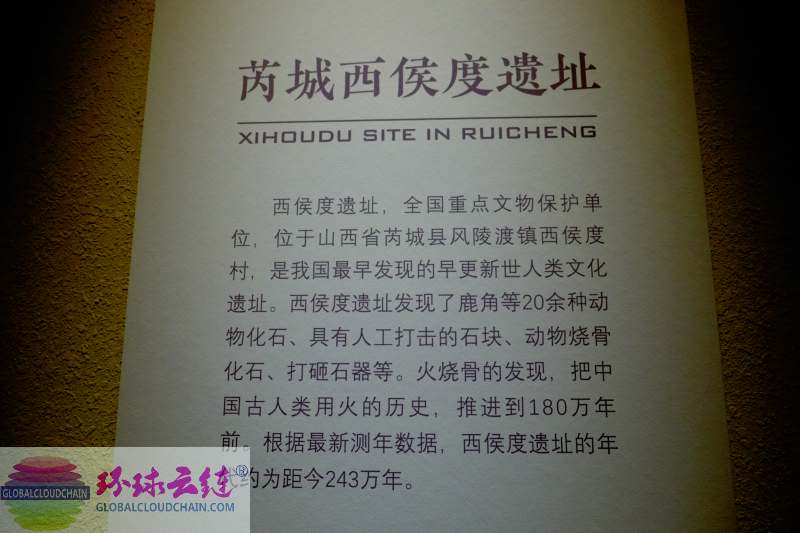 芮城西侯度遗址
XIHOUDU SITE IN RUICHENG
西侯度遗址，全国重点文物保护单
位，位于山西省芮城县风陵渡镇西侯度
村，是我国最早发现的早更新世人类文化
遗址。西侯度遗址发现了鹿角等20余种动
物化石、具有人工打击的石块、动物烧骨
化石、打砸石器等。火烧骨的发现，把中
国古人类用火的历史，推进到180万年
前。根据最新测年数据，西侯度遗址的年
代约为距今243万年。
GLOBALCLOUDCHAIN
环球云链®
GLOBALCLOUDCHAIN.COM